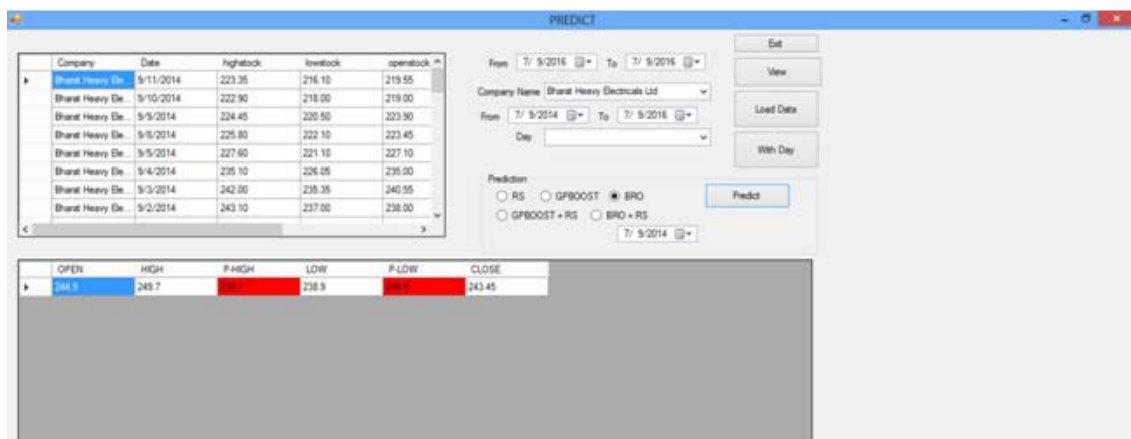 PREDICT
Company Date highstock lowstock openstock
Bharat Heavy Ele... 9/11/2014 223.35 216.10 219.55
Bharat Heavy Ele... 9/10/2014 222.90 218.00 219.00
Bharat Heavy Ele... 9/9/2014 224.45 220.50 223.90
Bharat Heavy Ele... 9/8/2014 225.80 222.10 223.45
Bharat Heavy Ele... 9/5/2014 227.60 221.10 227.10
Bharat Heavy Ele... 9/4/2014 235.10 226.05 235.00
Bharat Heavy Ele... 9/3/2014 242.00 235.35 240.55
Bharat Heavy Ele... 9/2/2014 243.10 237.00 238.00
From 7/ 9/2016 To 7/ 9/2016
Company Name Bharat Heavy Electricals Ltd
From 7/ 9/2014 To 7/ 9/2016
Day
Prediction
RS GPBOOST BRO
GPBOOST + RS BRO + RS
7/ 9/2014
Predict
Exit
View
Load Data
With Day
OPEN HIGH P-HIGH LOW P-LOW CLOSE
244.9 249.7 238.9 243.45